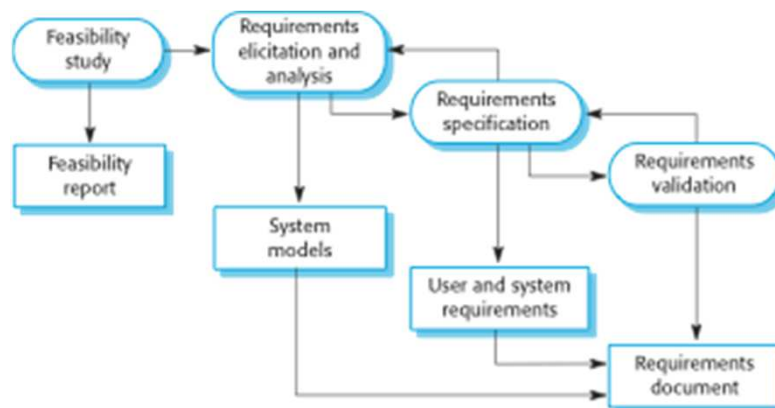 Feasibility
study
Requirements
elicitation and
analysis
Requirements
specification
Feasibility
report
Requirements
validation
System
models
User and system
requirements
Requirements
document